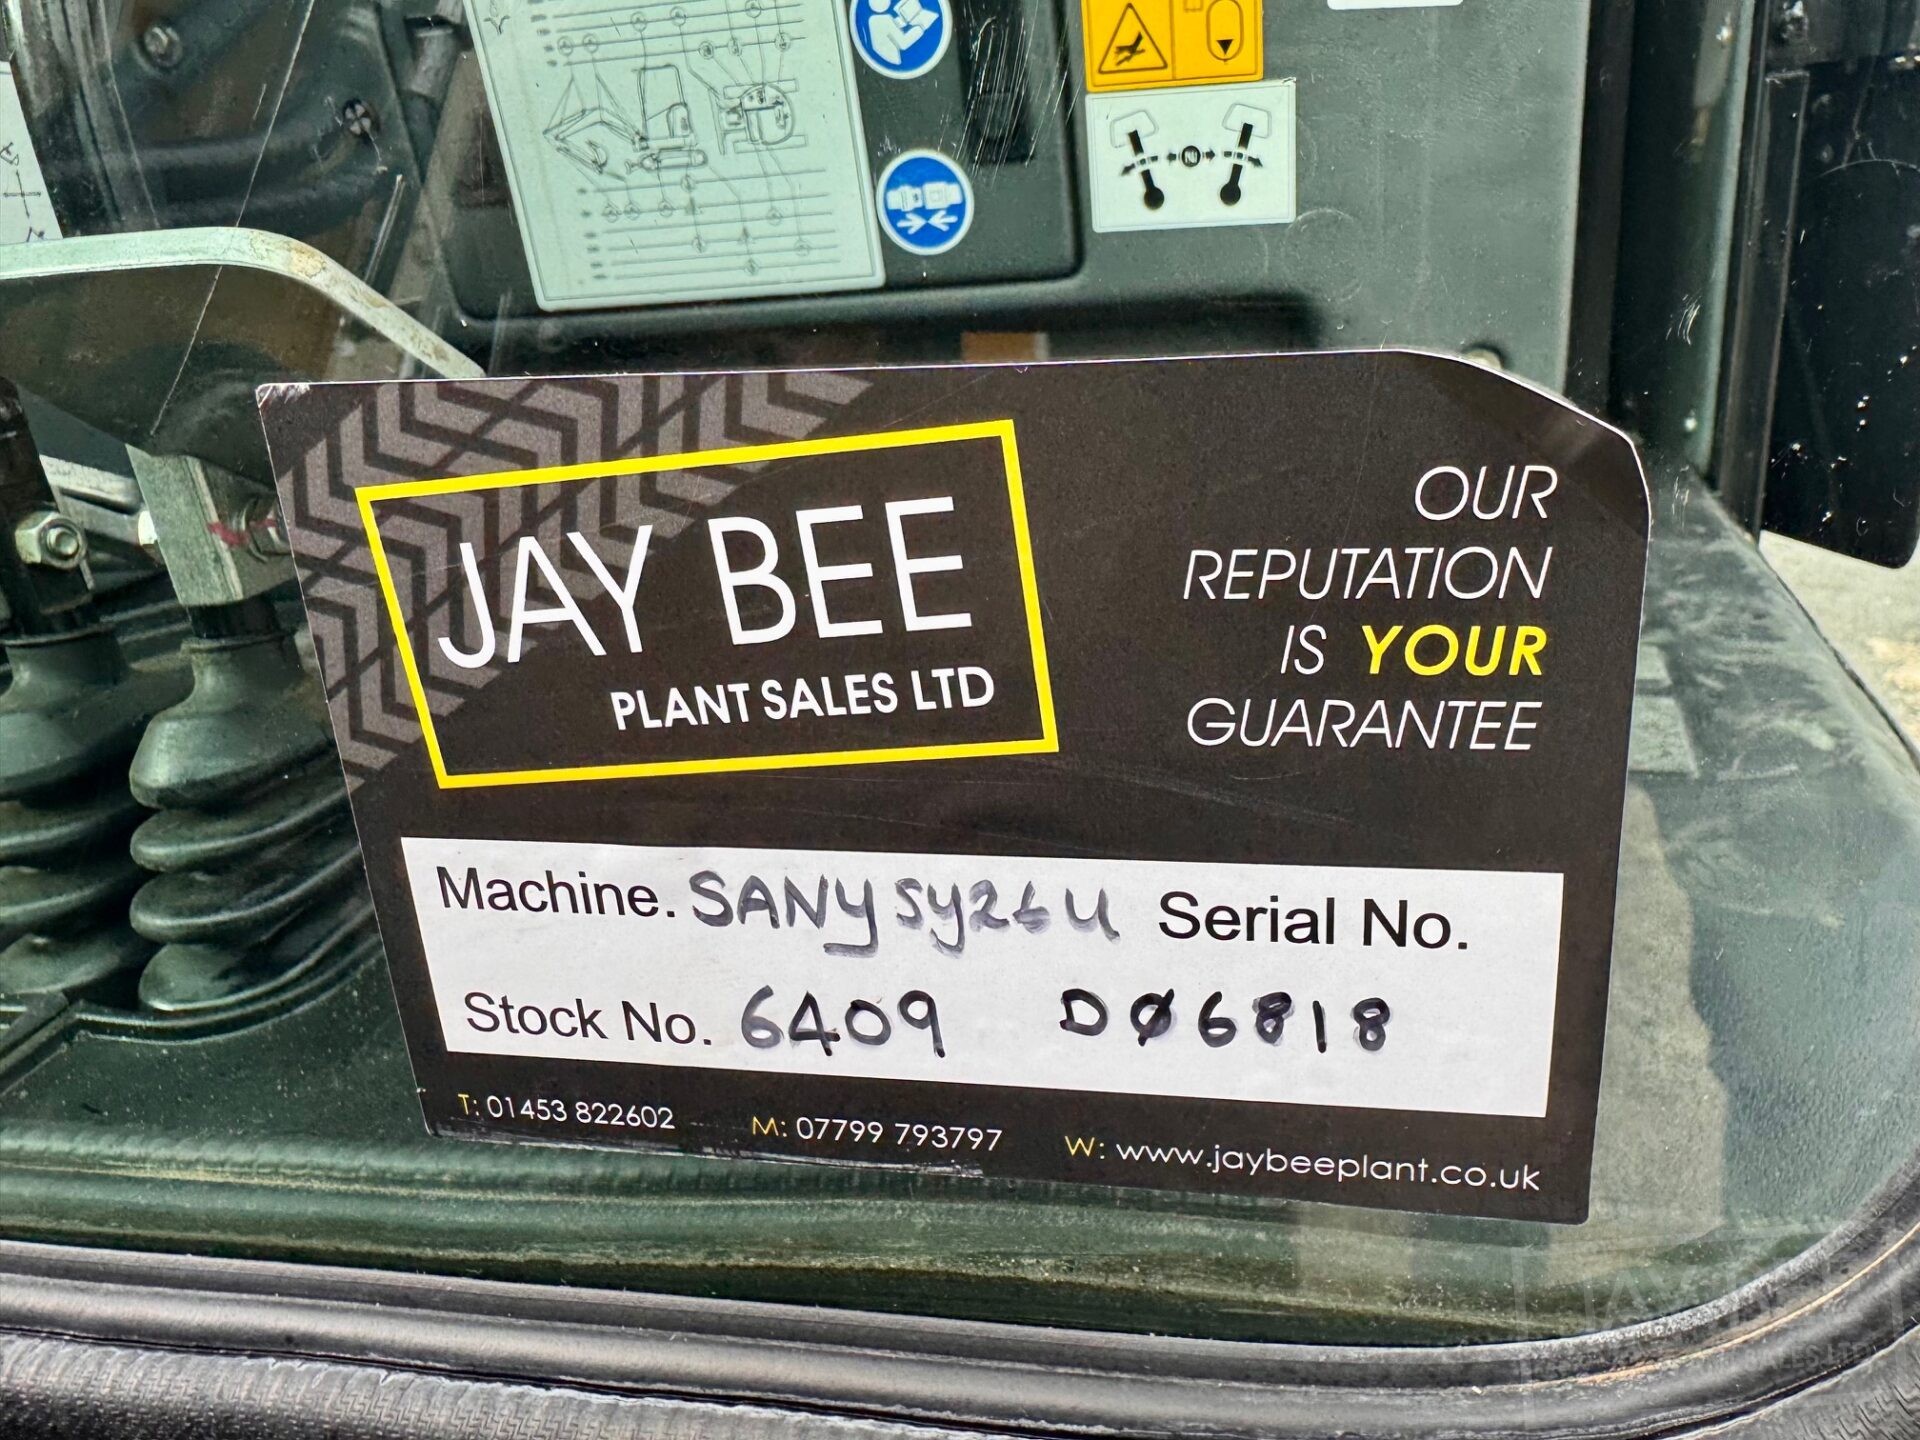 JAY BEE
PLANT SALES LTD
OUR
REPUTATION
IS YOUR
GUARANTEE
Machine. SANY SY26U Serial No.
Stock No. 6409 DØ6818
T: 01453 822602 M: 07799 793797 W: www.jaybeeplant.co.uk